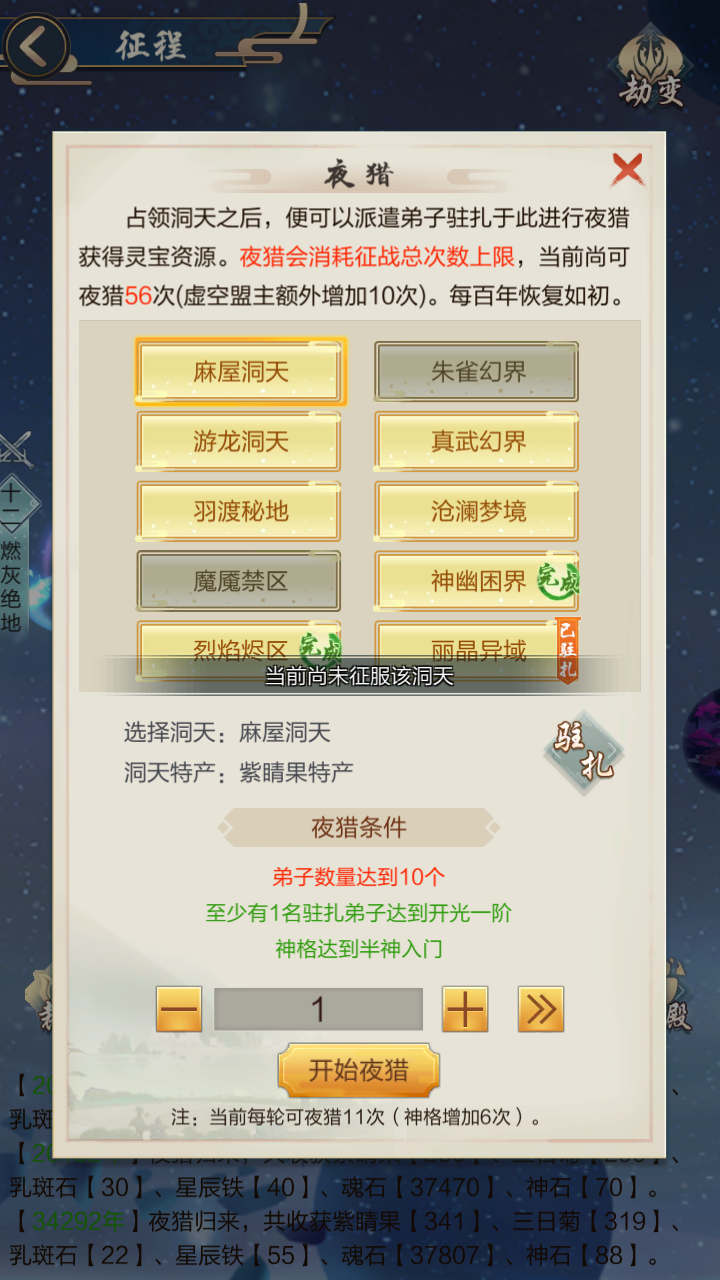 征程
劫变
夜猎
占领洞天之后，便可以派遣弟子驻扎于此进行夜猎
获得灵宝资源。夜猎会消耗征战总次数上限，当前尚可
夜猎56次(虚空盟主额外增加10次)。每百年恢复如初。
麻屋洞天
朱雀幻界
游龙洞天
真武幻界
羽渡秘地
沧澜梦境
魔魇禁区
神幽困界
完成
烈焰烬区
完成
丽晶异域
已驻扎
当前尚未征服该洞天
十二 燃灰绝地
选择洞天：麻屋洞天
洞天特产：紫睛果特产
驻扎
夜猎条件
弟子数量达到10个
至少有1名驻扎弟子达到开光一阶
神格达到半神入门
1
开始夜猎
注：当前每轮可夜猎11次（神格增加6次）。
殿
【20
乳斑
【20
乳斑石【30】、星辰铁【40】、魂石【37470】、神石【70】。
【34292年】夜猎归来，共收获紫睛果【341】、三日菊【319】、
乳斑石【22】、星辰铁【55】、魂石【37807】、神石【88】。